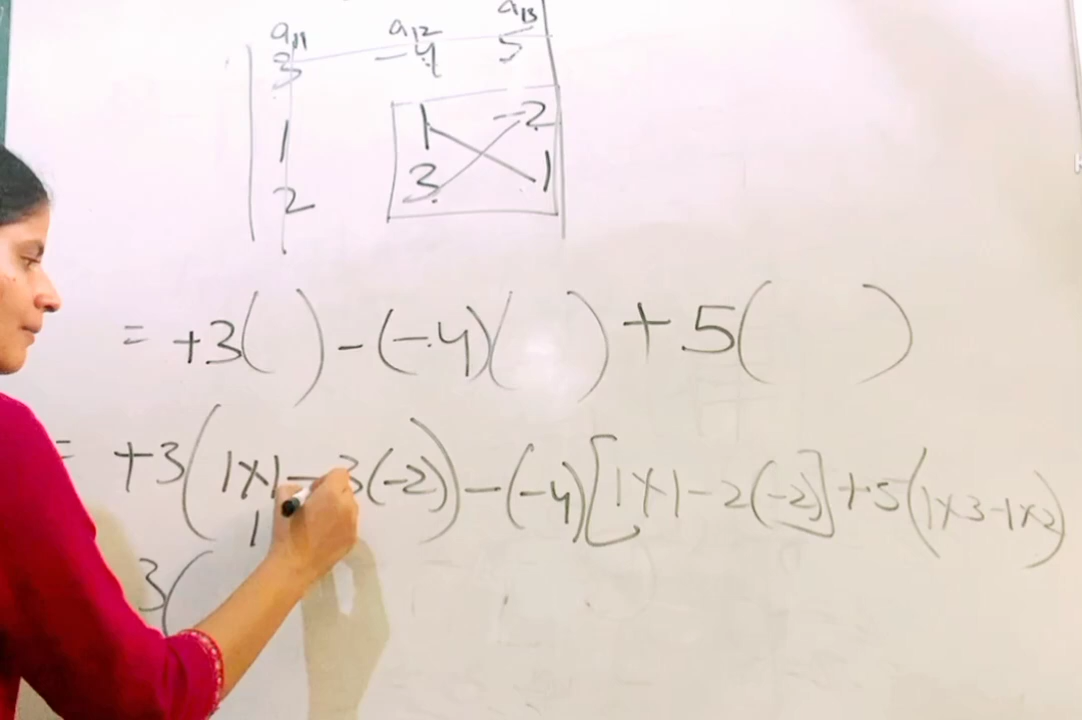 a₁₁ a₁₂ a₁₃
3 -4 5
1 1 -2
2 3 1
= +3( ) - (-4)( ) + 5( )
= +3(1×1-3(-2)) - (-4)[1×1-2(-2)] + 5(1×3-1×2)
1
3(